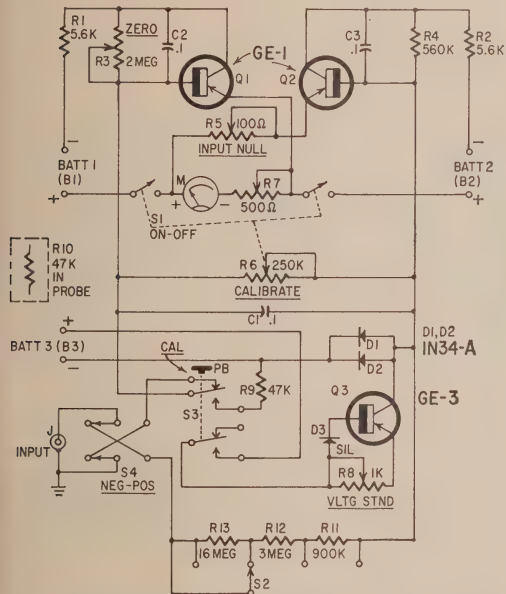 R1
5.6K
ZERO
R3
2 MEG
C2
.1
GE-1
Q1
Q2
C3
.1
R4
560K
R2
5.6K
R5
100Ω
INPUT NULL
BATT 1
(B1)
BATT 2
(B2)
–
+
–
+
M
+
–
R7
500Ω
S1
ON-OFF
R10
47K
IN
PROBE
R6
250K
CALIBRATE
C1
.1
+
BATT 3 (B3)
–
CAL
PB
S3
R9
47K
D1
D2
D1,D2
1N34-A
GE-3
Q3
D3
SIL
R8
1K
VLTG STND
J
INPUT
S4
NEG-POS
R13
16 MEG
R12
3 MEG
R11
900K
S2